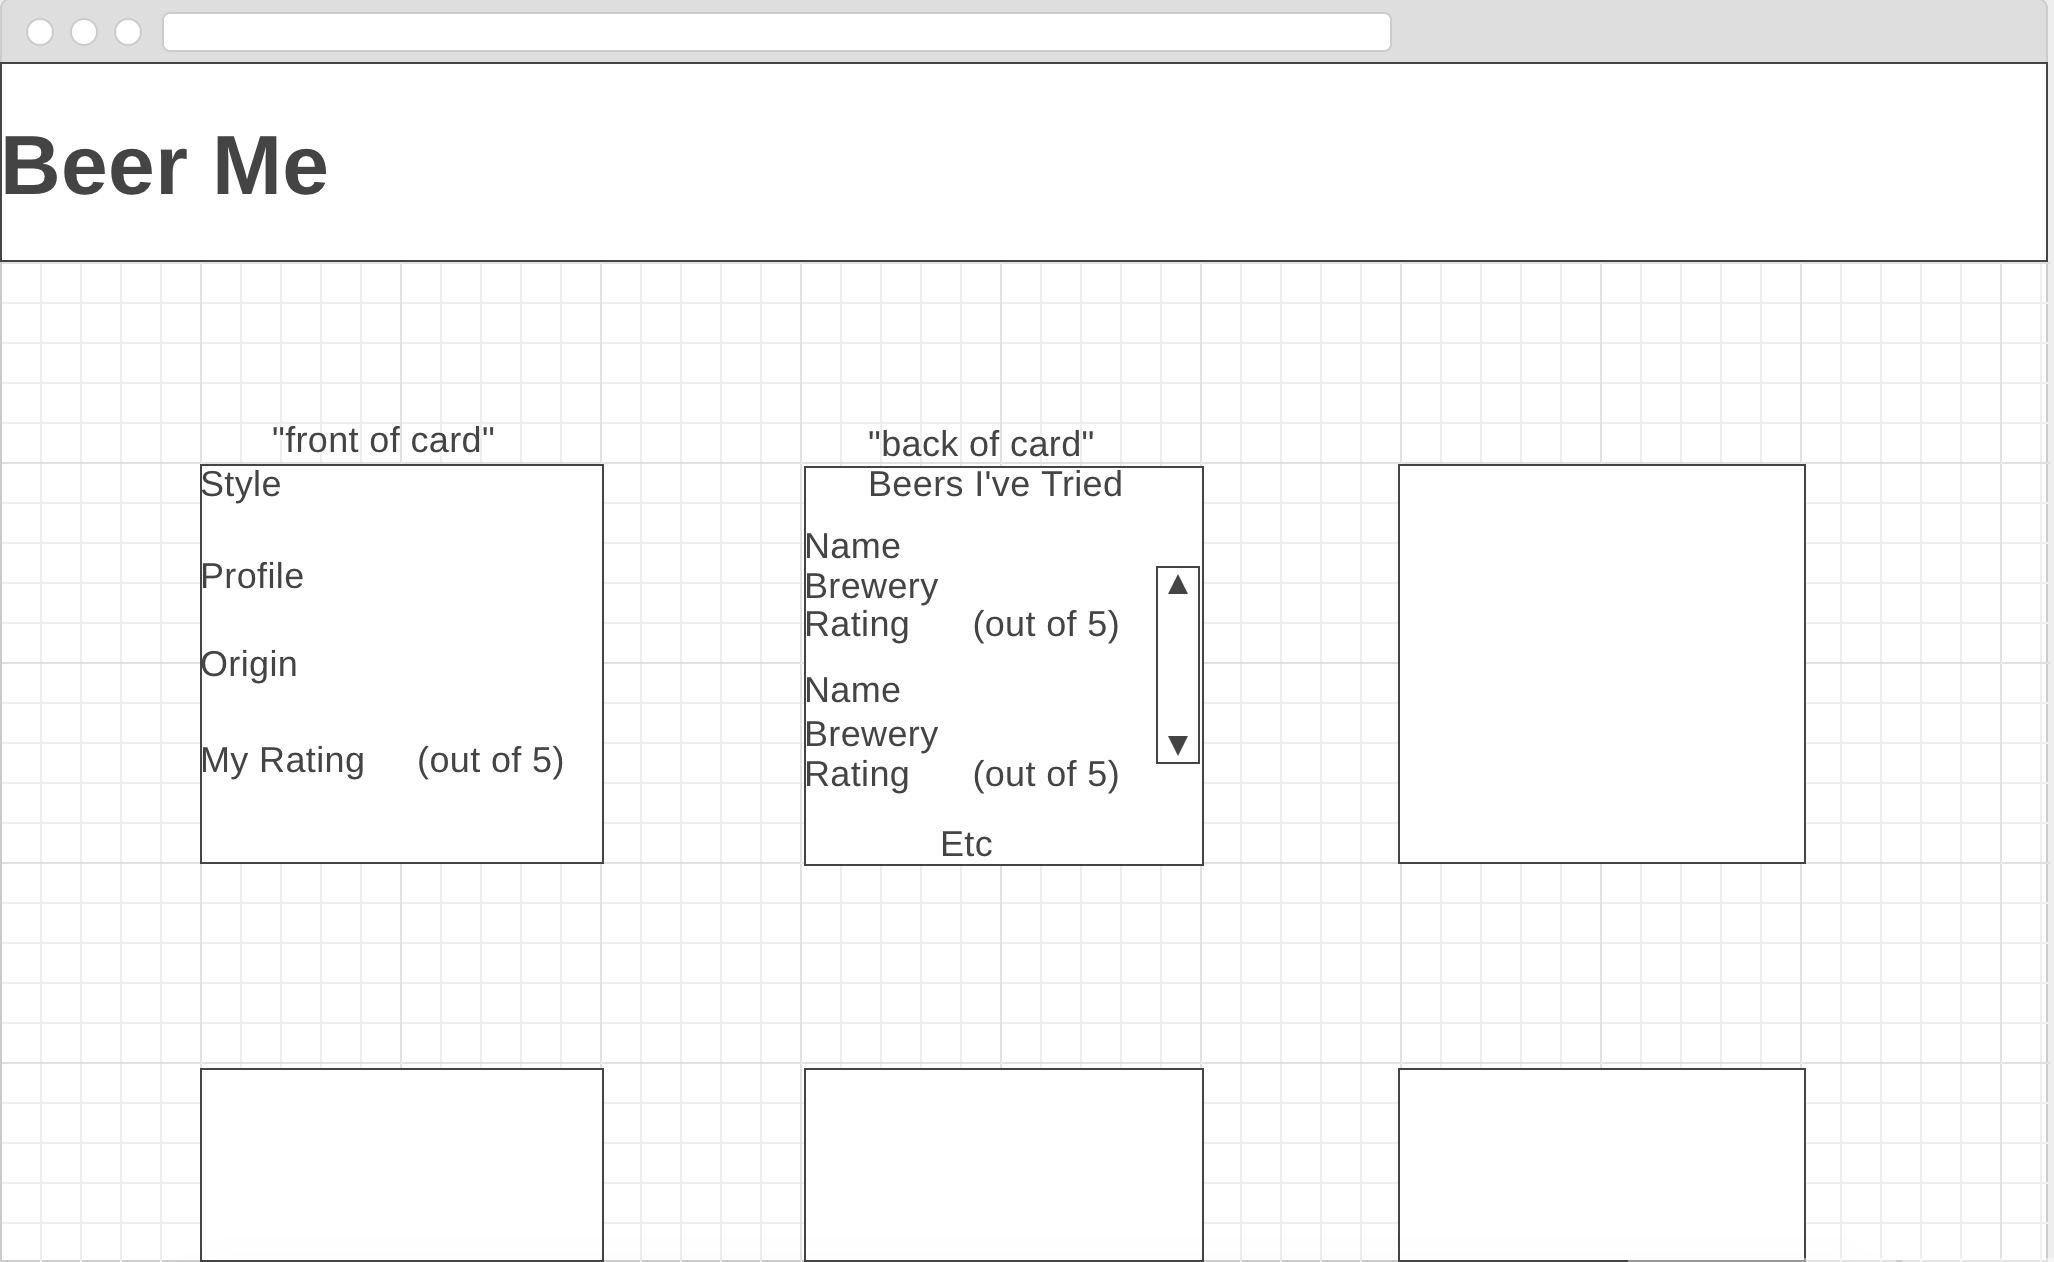 Beer Me
"front of card"
Style
Profile
Origin
My Rating (out of 5)
"back of card"
Beers I've Tried
Name
Brewery
Rating (out of 5)
Name
Brewery
Rating (out of 5)
Etc